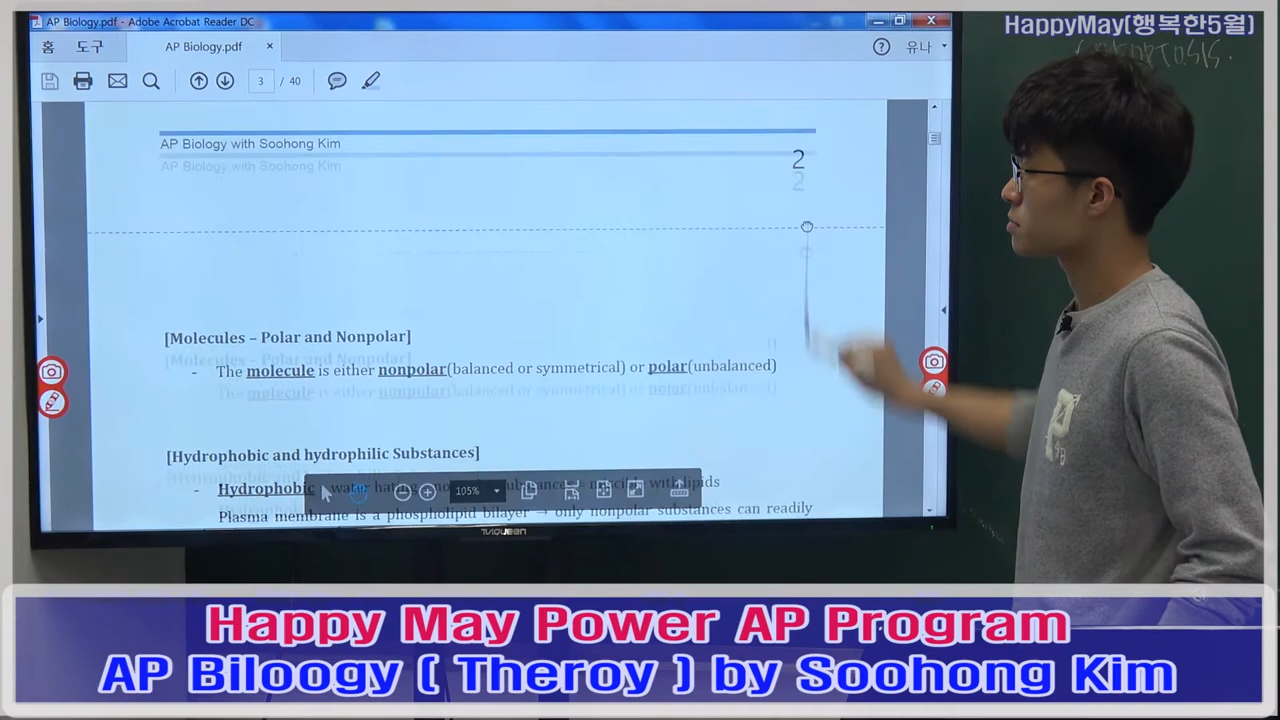 AP Biology.pdf - Adobe Acrobat Reader DC
HappyMay(행복한5월)
홈 도구 AP Biology.pdf × ? 유나
3 / 40
AP Biology with Soohong Kim
2
[Molecules – Polar and Nonpolar]
- The molecule is either nonpolar(balanced or symmetrical) or polar(unbalanced)
[Hydrophobic and hydrophilic Substances]
- Hydrophobic with lipids
105%
Plasma membrane is a phospholipid bilayer → only nonpolar substances can readily
Happy May Power AP Program
AP Biloogy ( Theroy ) by Soohong Kim